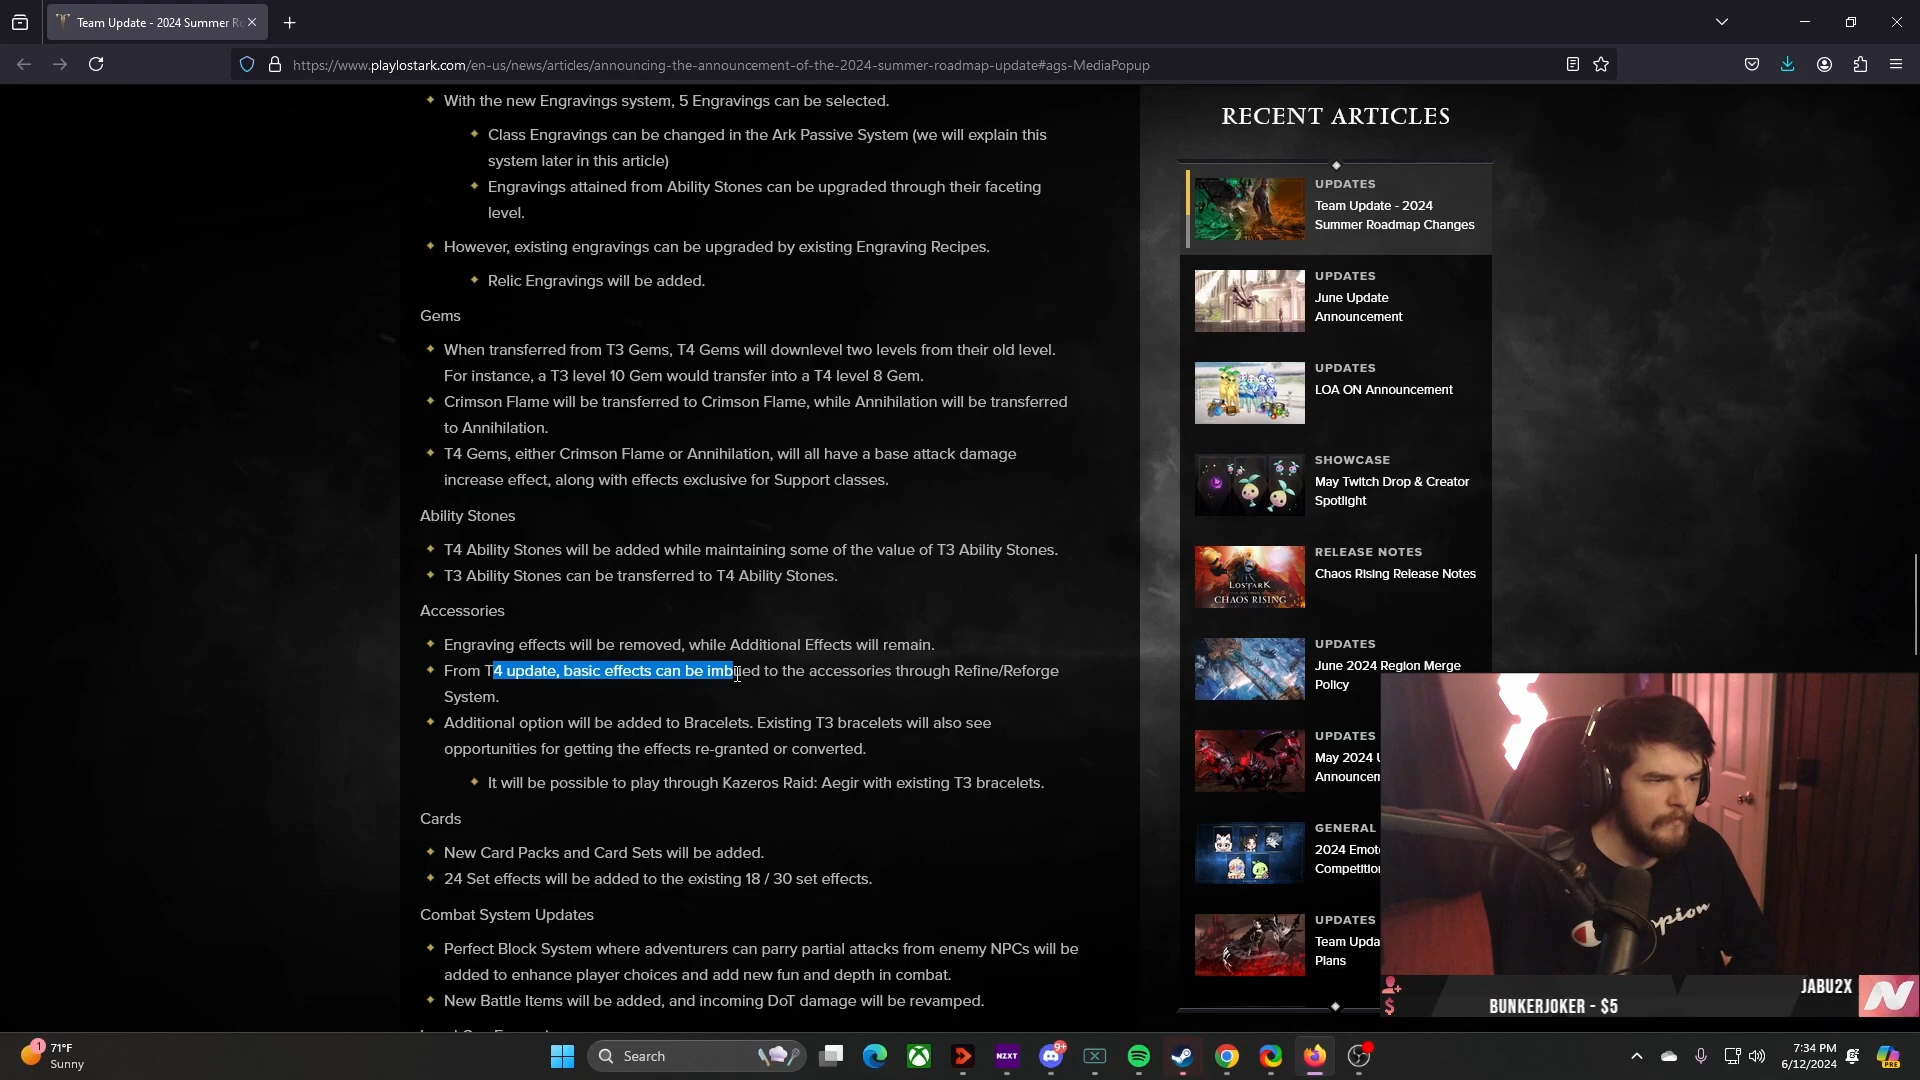 Team Update - 2024 Summer Ro
https://www.playlostark.com/en-us/news/articles/announcing-the-announcement-of-the-2024-summer-roadmap-update#ags-MediaPopup
With the new Engravings system, 5 Engravings can be selected.
Class Engravings can be changed in the Ark Passive System (we will explain this
system later in this article)
Engravings attained from Ability Stones can be upgraded through their faceting
level.
However, existing engravings can be upgraded by existing Engraving Recipes.
Relic Engravings will be added.
Gems
When transferred from T3 Gems, T4 Gems will downlevel two levels from their old level.
For instance, a T3 level 10 Gem would transfer into a T4 level 8 Gem.
Crimson Flame will be transferred to Crimson Flame, while Annihilation will be transferred
to Annihilation.
T4 Gems, either Crimson Flame or Annihilation, will all have a base attack damage
increase effect, along with effects exclusive for Support classes.
Ability Stones
T4 Ability Stones will be added while maintaining some of the value of T3 Ability Stones.
T3 Ability Stones can be transferred to T4 Ability Stones.
Accessories
Engraving effects will be removed, while Additional Effects will remain.
From T4 update, basic effects can be imbued to the accessories through Refine/Reforge
System.
Additional option will be added to Bracelets. Existing T3 bracelets will also see
opportunities for getting the effects re-granted or converted.
It will be possible to play through Kazeros Raid: Aegir with existing T3 bracelets.
Cards
New Card Packs and Card Sets will be added.
24 Set effects will be added to the existing 18 / 30 set effects.
Combat System Updates
Perfect Block System where adventurers can parry partial attacks from enemy NPCs will be
added to enhance player choices and add new fun and depth in combat.
New Battle Items will be added, and incoming DoT damage will be revamped.
RECENT ARTICLES
UPDATES
Team Update - 2024
Summer Roadmap Changes
UPDATES
June Update
Announcement
UPDATES
LOA ON Announcement
SHOWCASE
May Twitch Drop & Creator
Spotlight
LOSTARK
CHAOS RISING
RELEASE NOTES
Chaos Rising Release Notes
UPDATES
June 2024 Region Merge
Policy
UPDATES
May 2024 U
Announcem
GENERAL
2024 Emot
Competitio
UPDATES
Team Upda
Plans
Champion
JABU2X
$
BUNKERJOKER - $5
N
1
71°F
Sunny
Search
NZXT
9+
7:34 PM
6/12/2024
PRE